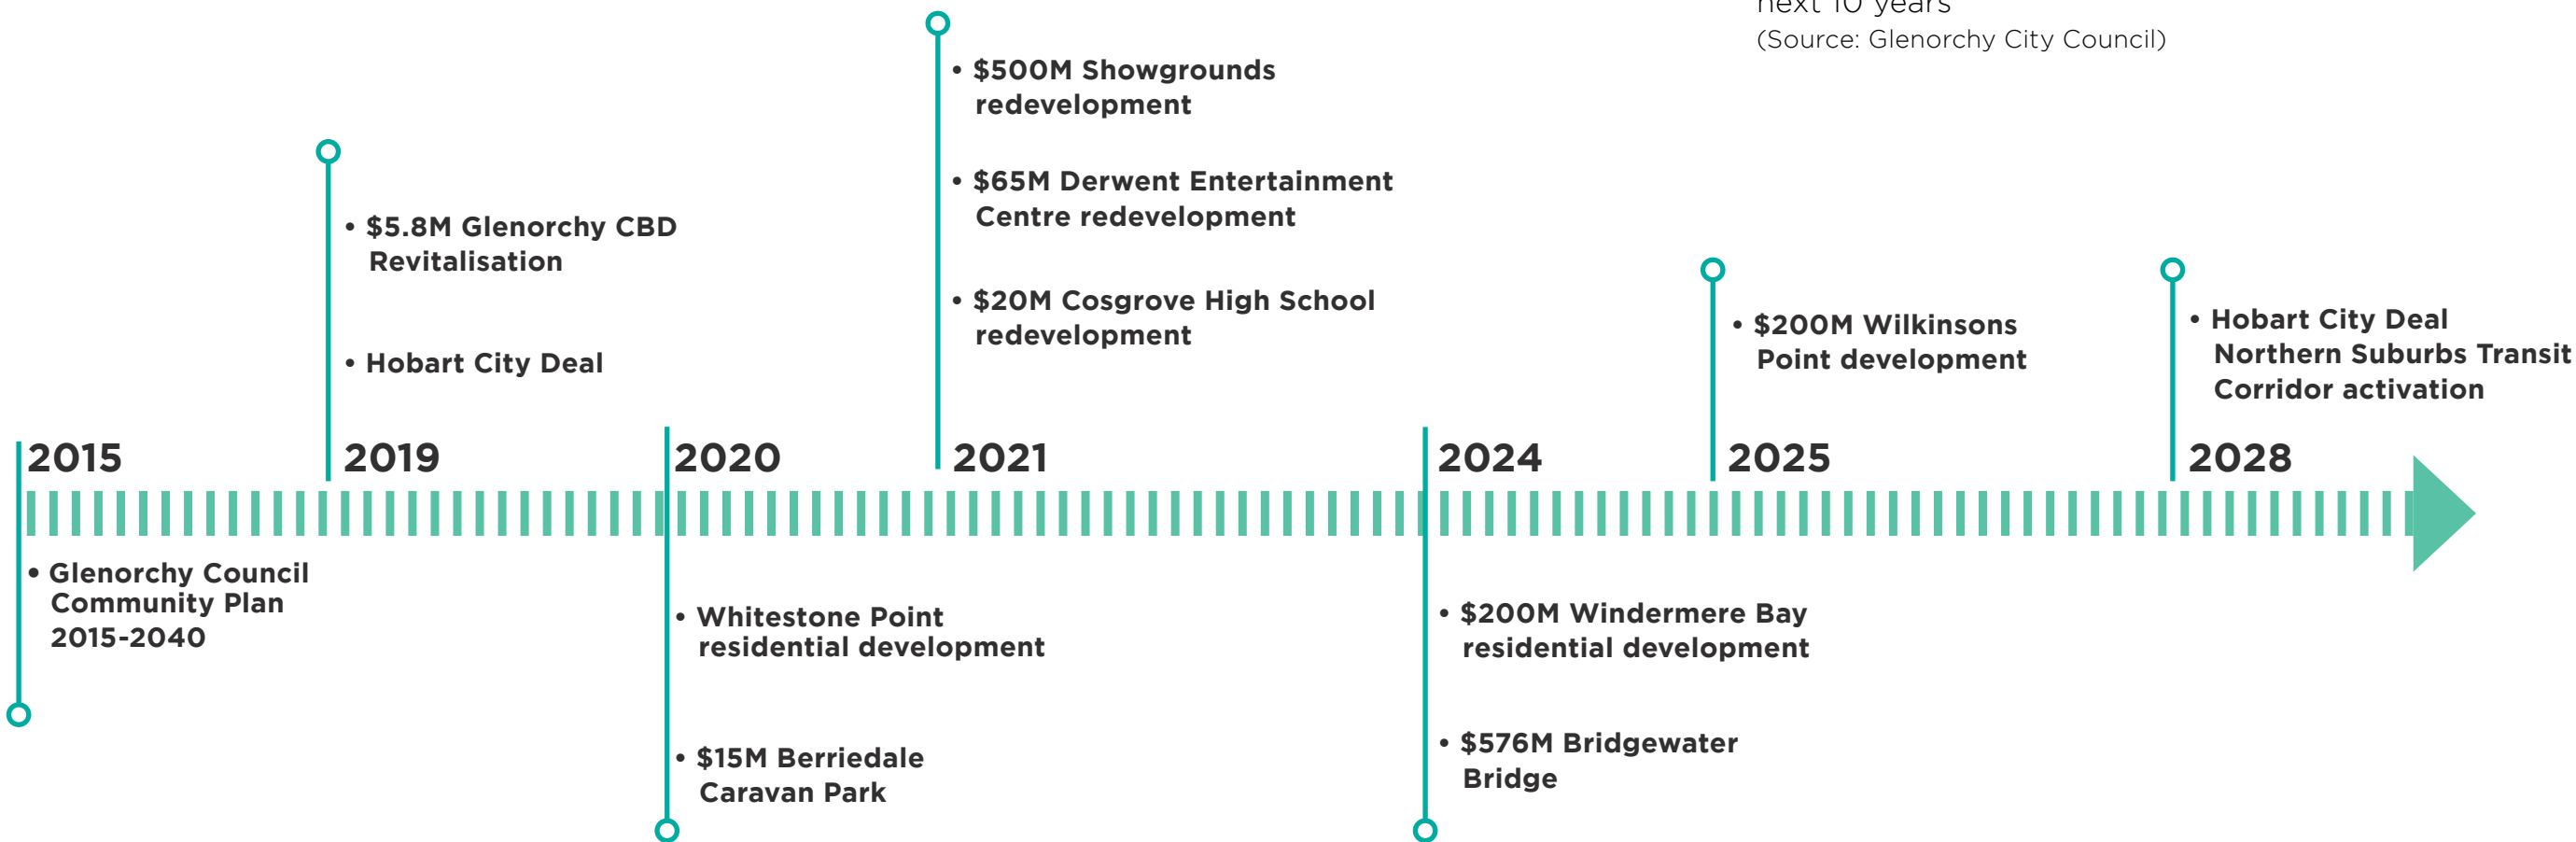 next 10 years
(Source: Glenorchy City Council)
• $500M Showgrounds
redevelopment
• $65M Derwent Entertainment
Centre redevelopment
• $20M Cosgrove High School
redevelopment
• $5.8M Glenorchy CBD
Revitalisation
• Hobart City Deal
• $200M Wilkinsons
Point development
• Hobart City Deal
Northern Suburbs Transit
Corridor activation
2015
2019
2020
2021
2024
2025
2028
• Glenorchy Council
Community Plan
2015-2040
• Whitestone Point
residential development
• $15M Berriedale
Caravan Park
• $200M Windermere Bay
residential development
• $576M Bridgewater
Bridge